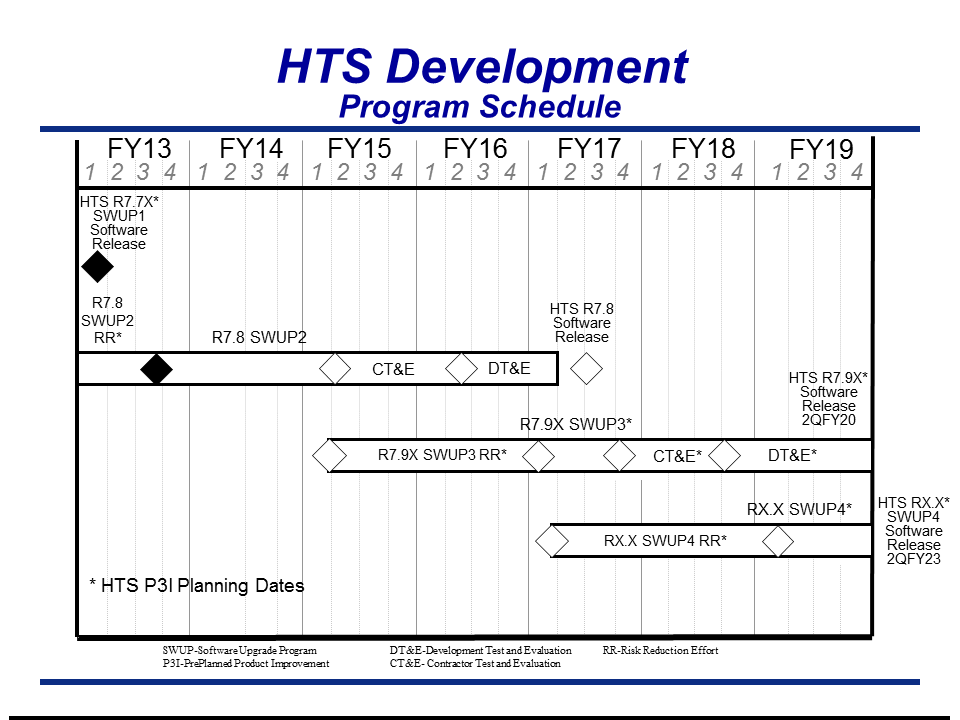 HTS Development
Program Schedule
FY13 FY14 FY15 FY16 FY17 FY18 FY19
1 2 3 4 1 2 3 4 1 2 3 4 1 2 3 4 1 2 3 4 1 2 3 4 1 2 3 4
HTS R7.7X*
SWUP1
Software
Release
R7.8
SWUP2
RR*
R7.8 SWUP2
HTS R7.8
Software
Release
CT&E
DT&E
HTS R7.9X*
Software
Release
2QFY20
R7.9X SWUP3*
R7.9X SWUP3 RR*
CT&E*
DT&E*
RX.X SWUP4*
HTS RX.X*
SWUP4
Software
Release
2QFY23
RX.X SWUP4 RR*
* HTS P3I Planning Dates
SWUP-Software Upgrade Program
P3I-PrePlanned Product Improvement
DT&E-Development Test and Evaluation
CT&E- Contractor Test and Evaluation
RR-Risk Reduction Effort